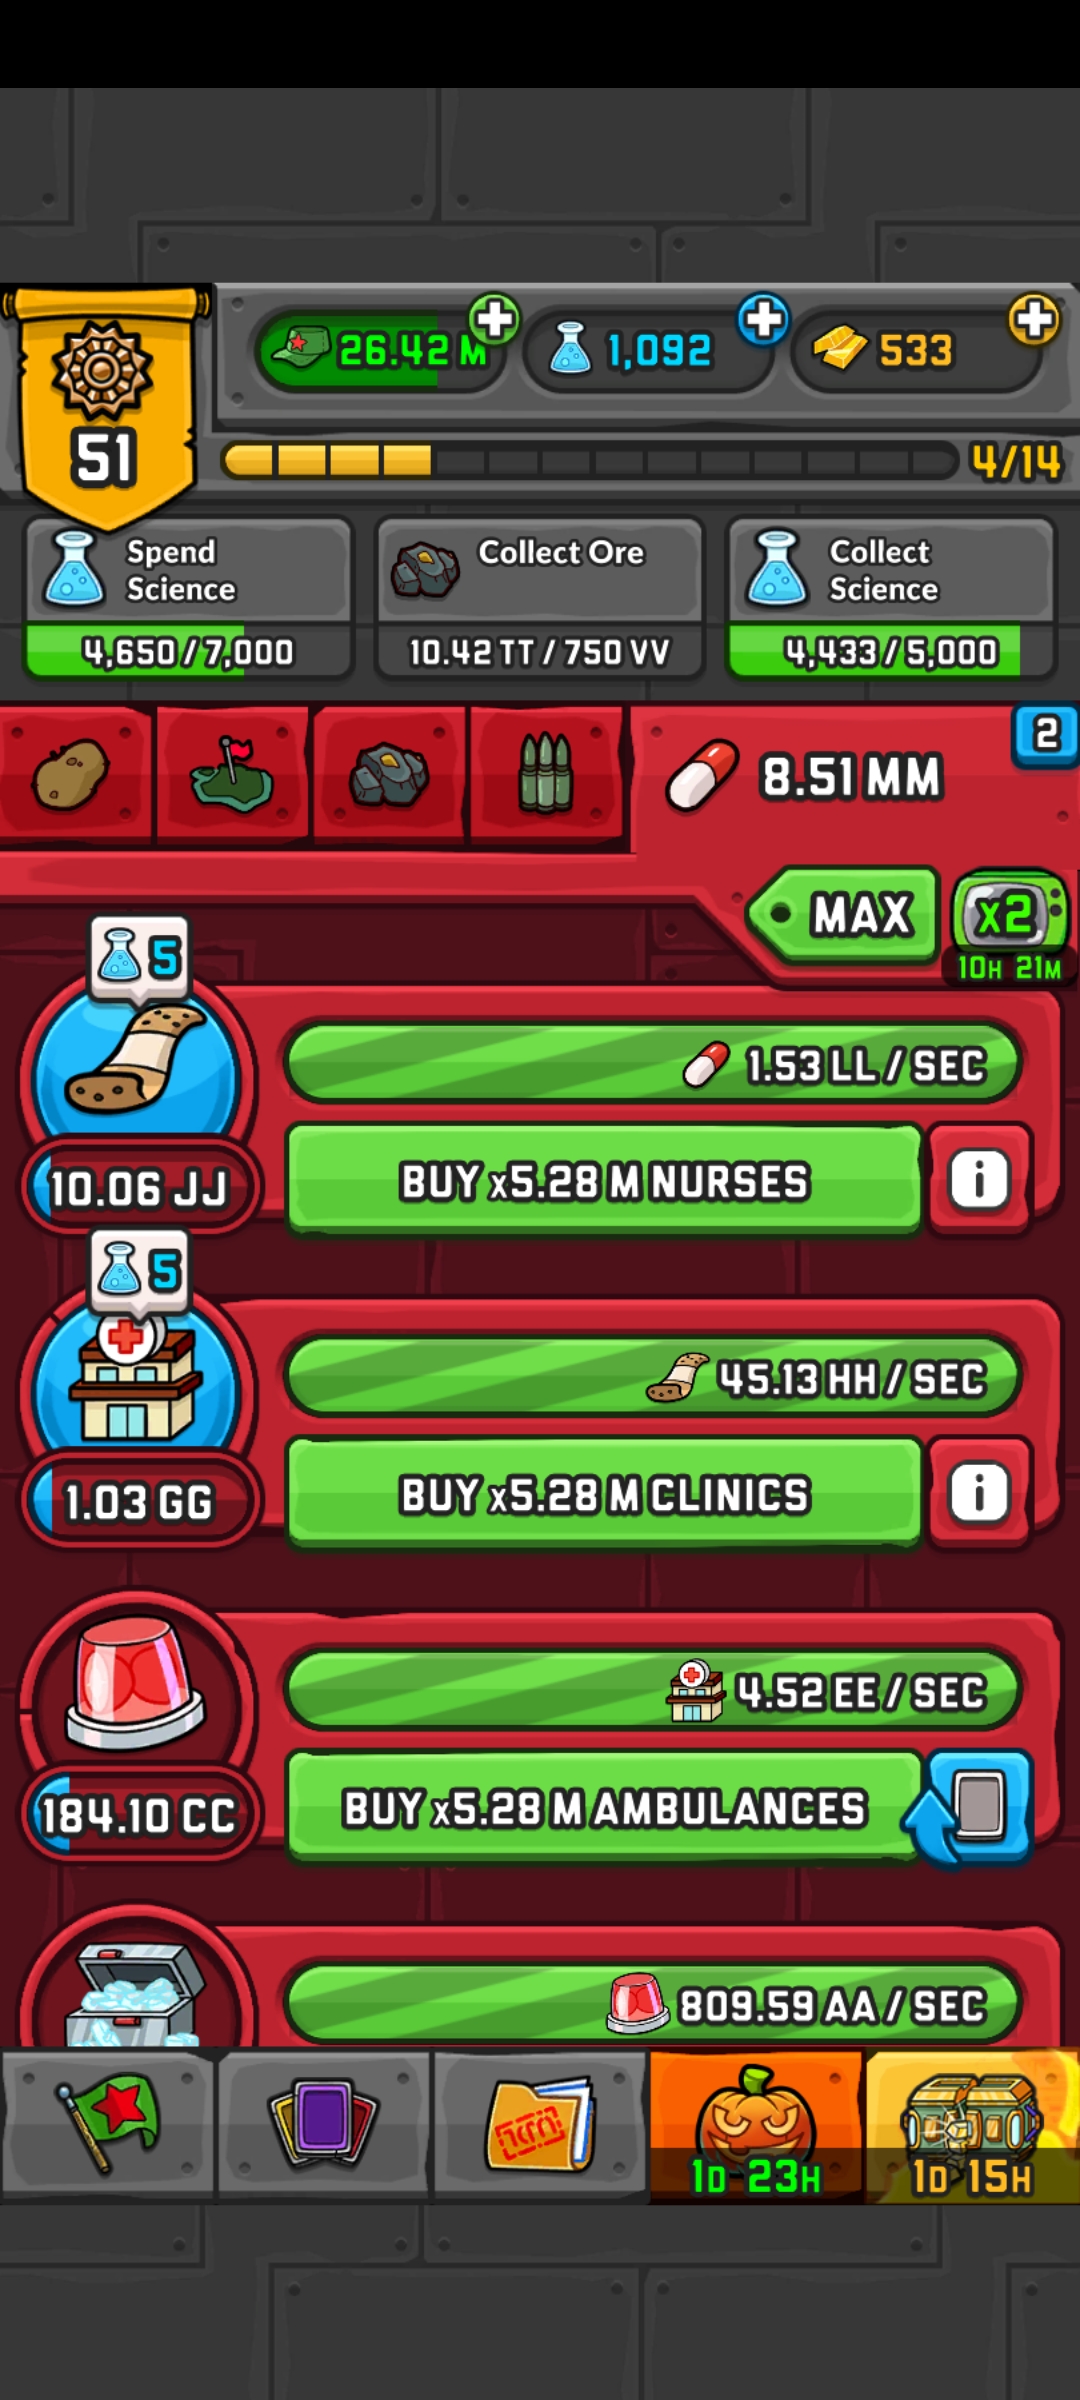 26.42 M
1,092
533
51
4/14
Spend
Science
4,650/7,000
Collect Ore
10.42 TT/750 VV
Collect
Science
4,433/5,000
8.51 MM
2
MAX
x2
10H 21M
5
1.53 LL/SEC
10.06 JJ
BUY x5.28 M NURSES
i
5
45.13 HH/SEC
1.03 GG
BUY x5.28 M CLINICS
i
4.52 EE/SEC
184.10 CC
BUY x5.28 M AMBULANCES
809.59 AA/SEC
1D 23H
1D 15H